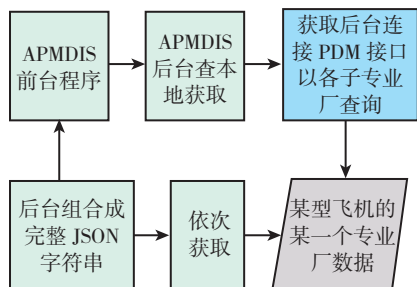 APMDIS
前台程序
APMDIS
后台查本
地获取
获取后台连
接 PDM 接口
以各子专业
厂查询
后台组合成
完整 JSON
字符串
依次
获取
某型飞机的
某一个专业
厂数据